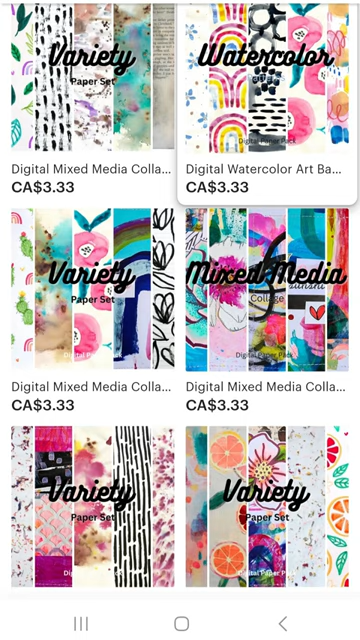 Variety
Paper Set
Watercolor
Digital Paper Pack
Digital Mixed Media Colla...
CA$3.33
Digital Watercolor Art Ba...
CA$3.33
Variety
Paper Set
Digital Paper Pack
Mixed Media
Collage
sunshine
Digital Paper Pack
Digital Mixed Media Colla...
CA$3.33
Digital Mixed Media Colla...
CA$3.33
Variety
Paper Set
Variety
Paper Set